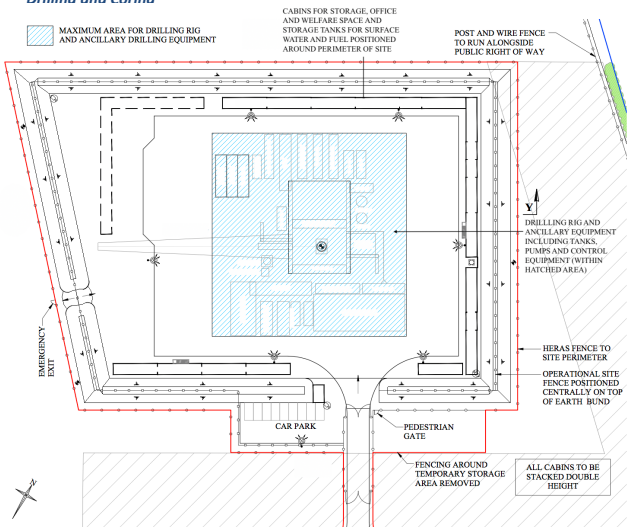 Drilling and Coring
MAXIMUM AREA FOR DRILLING RIG
AND ANCILLARY DRILLING EQUIPMENT
CABINS FOR STORAGE, OFFICE
AND WELFARE SPACE AND
STORAGE TANKS FOR SURFACE
WATER AND FUEL POSITIONED
AROUND PERIMETER OF SITE
POST AND WIRE FENCE
TO RUN ALONGSIDE
PUBLIC RIGHT OF WAY
Y
DRILLLING RIG AND
ANCILLARY EQUIPMENT
INCLUDING TANKS,
PUMPS AND CONTROL
EQUIPMENT (WITHIN
HATCHED AREA)
EMERGENCY
EXIT
HERAS FENCE TO
SITE PERIMETER
OPERATIONAL SITE
FENCE POSITIONED
CENTRALLY ON TOP
OF EARTH BUND
CAR PARK
PEDESTRIAN
GATE
FENCING AROUND
TEMPORARY STORAGE
AREA REMOVED
ALL CABINS TO BE
STACKED DOUBLE
HEIGHT
N